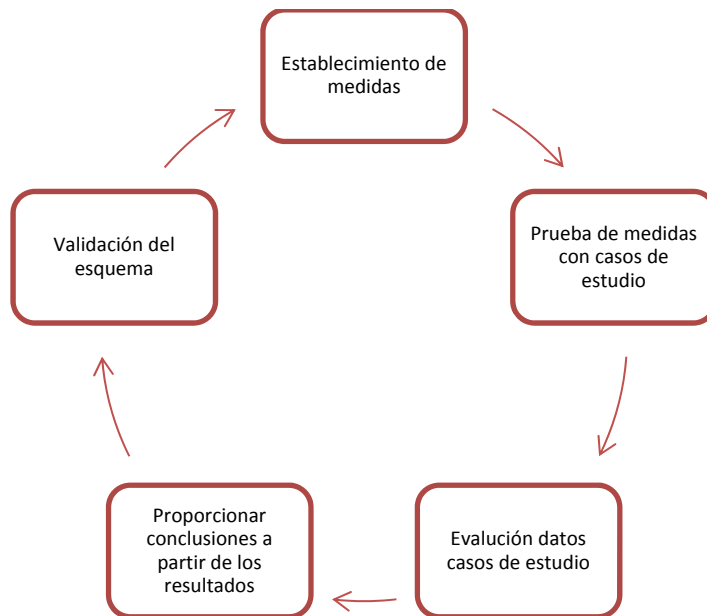 Establecimiento de
medidas
Prueba de medidas
con casos de
estudio
Evalución datos
casos de estudio
Proporcionar
conclusiones a
partir de los
resultados
Validación del
esquema